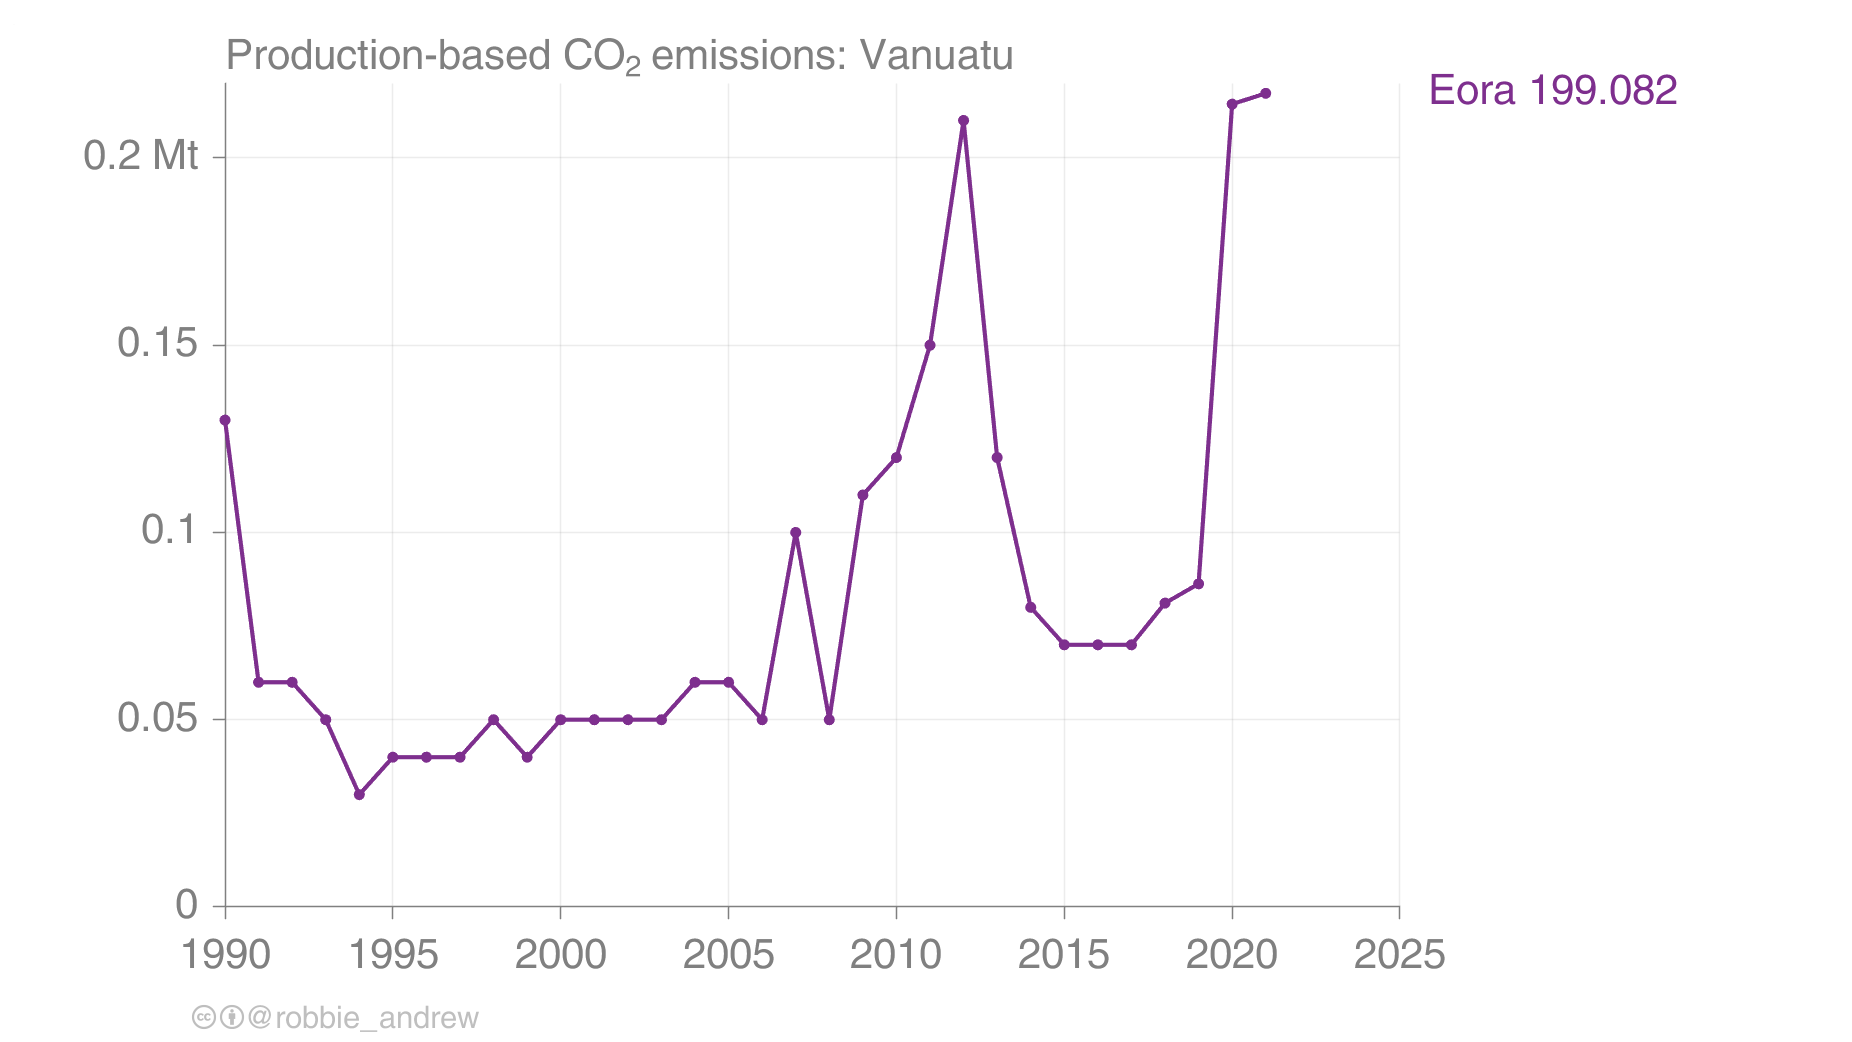 Production-based CO₂ emissions: Vanuatu
Eora 199.082
0.2 Mt
0.15
0.1
0.05
0
1990 1995 2000 2005 2010 2015 2020 2025
@robbie_andrew